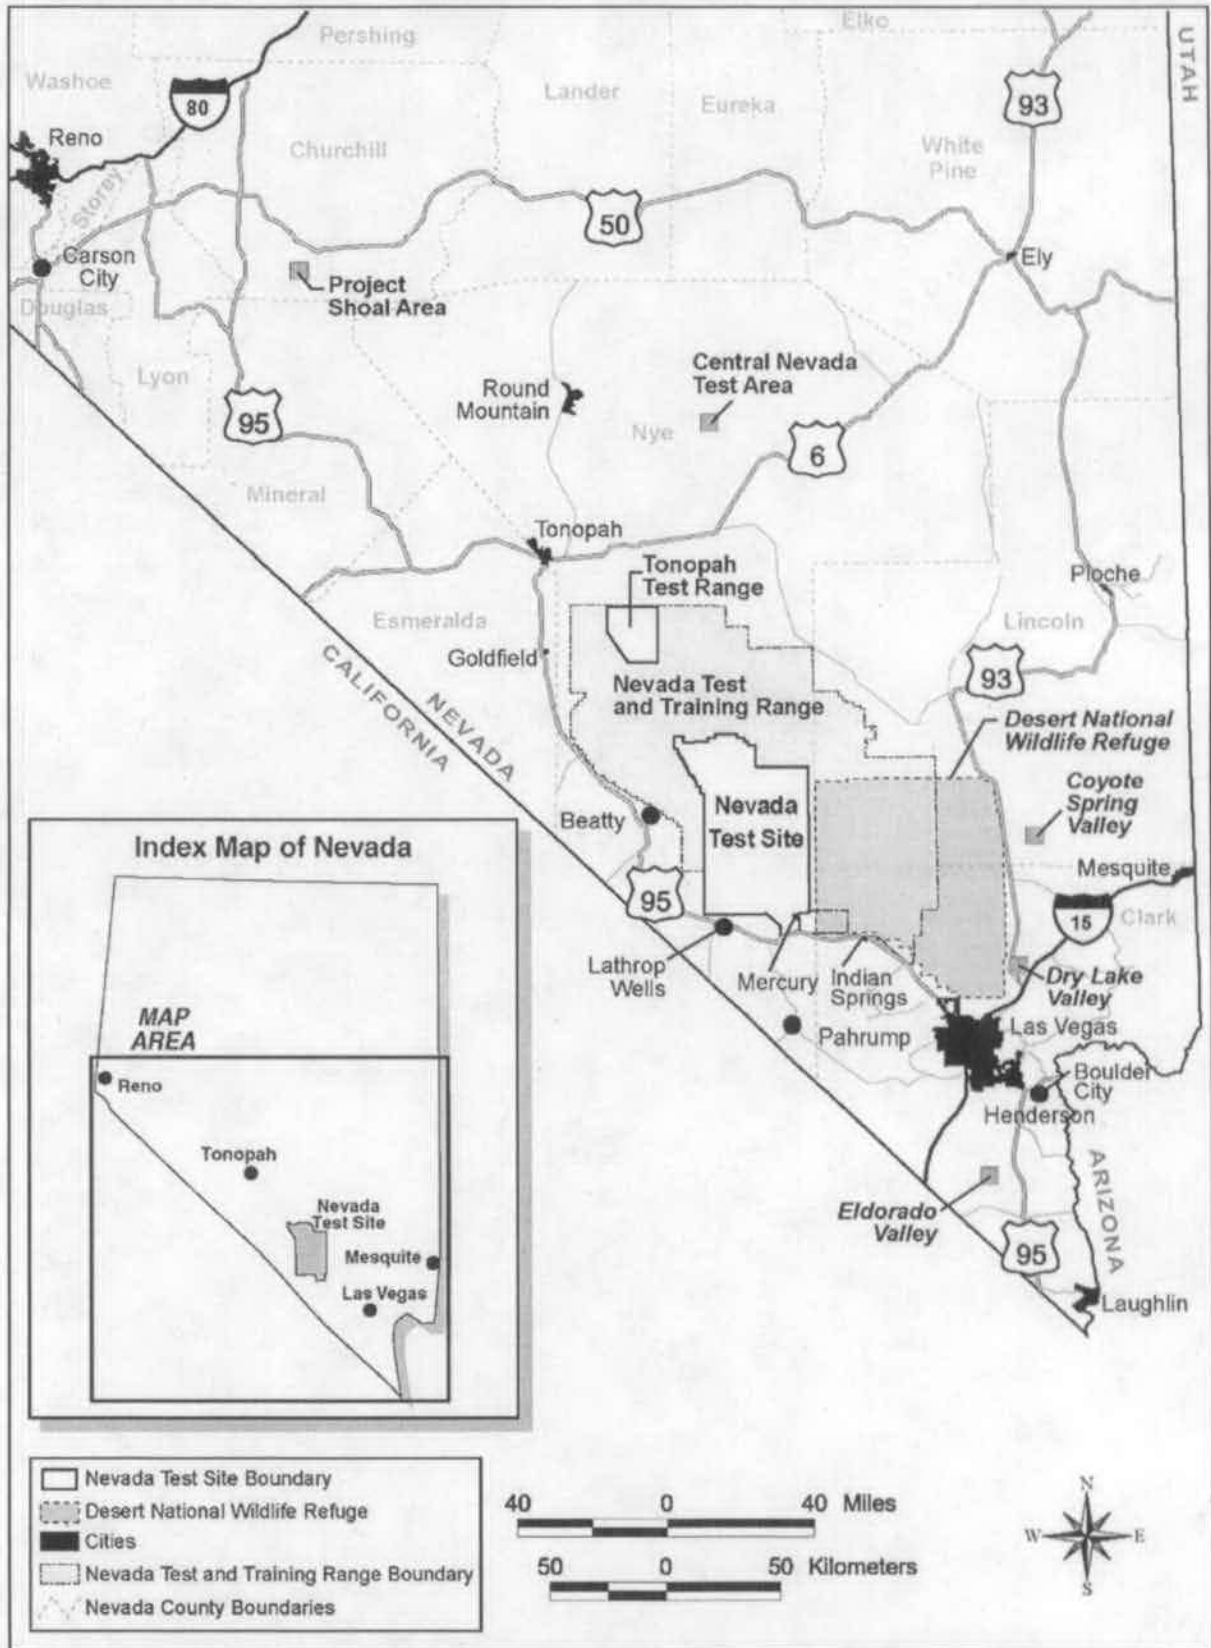 Elko
UTAH
Pershing
Washoe
80
Lander
Eureka
93
Reno
Churchill
White
Pine
Storey
50
Carson
City
Ely
Project
Shoal Area
Douglas
Lyon
Central Nevada
Test Area
Round
Mountain
95
Nye
6
Mineral
Tonopah
Tonopah
Test Range
Pioche
Esmeralda
Lincoln
Goldfield
CALIFORNIA
NEVADA
93
Nevada Test
and Training Range
Desert National
Wildlife Refuge
Coyote
Spring
Valley
Nevada
Test Site
Beatty
Mesquite
95
15
Clark
Lathrop
Wells
Mercury
Indian
Springs
Dry Lake
Valley
Pahrump
Las Vegas
Boulder
City
Henderson
ARIZONA
Eldorado
Valley
95
Laughlin
Index Map of Nevada
MAP
AREA
Reno
Tonopah
Nevada
Test Site
Mesquite
Las Vegas
Nevada Test Site Boundary
Desert National Wildlife Refuge
Cities
Nevada Test and Training Range Boundary
Nevada County Boundaries
40 0 40 Miles
50 0 50 Kilometers
N
W E
S